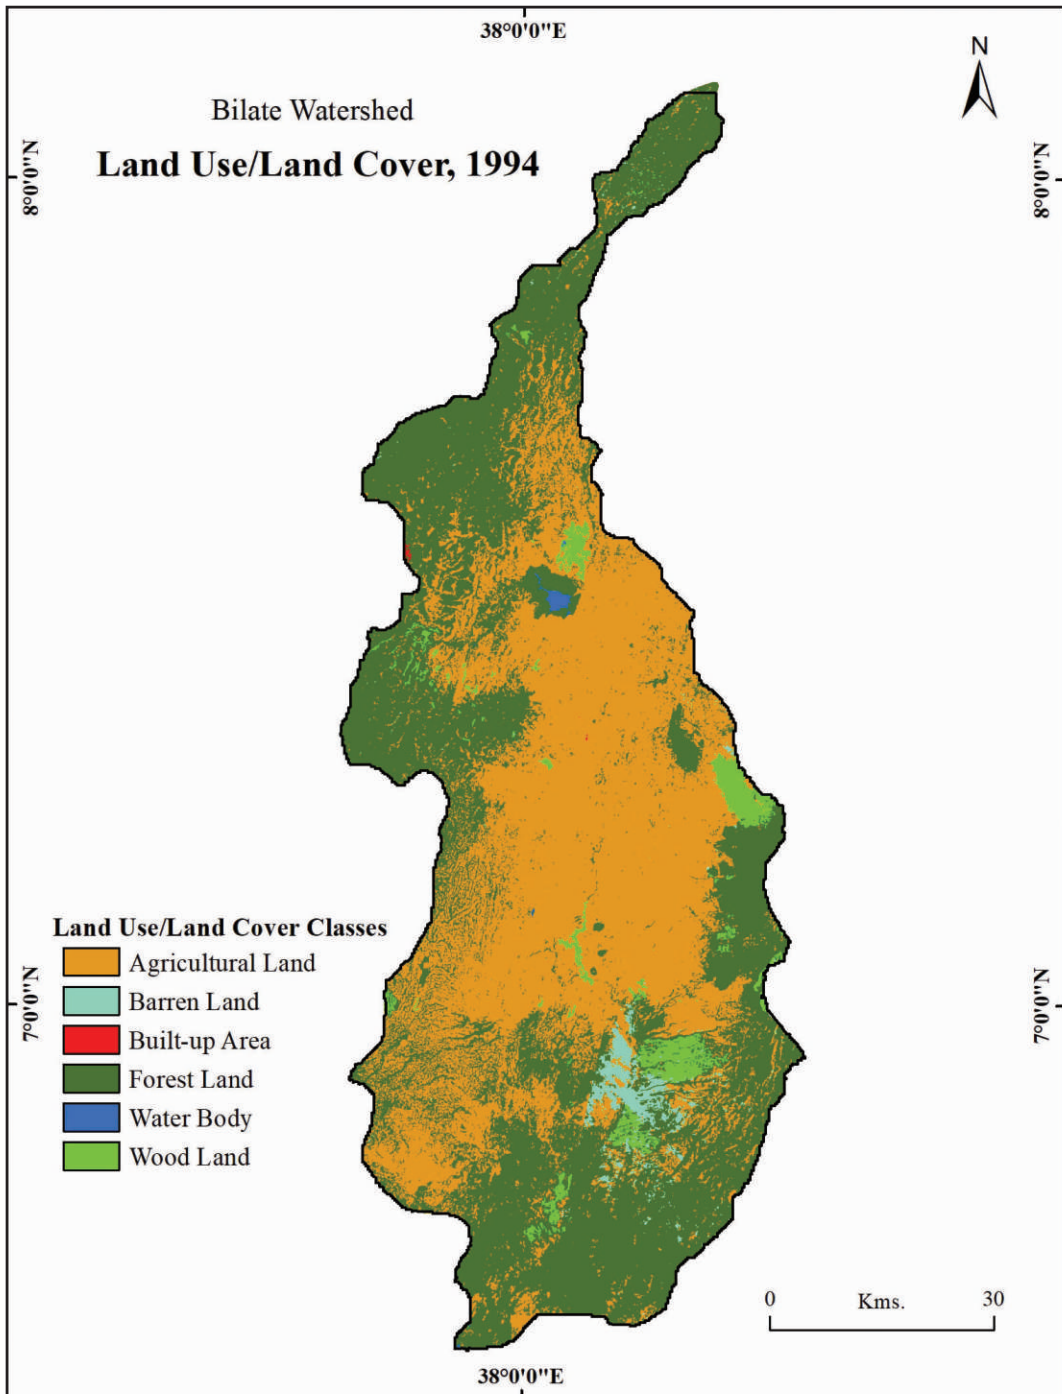 38°0'0"E
N
Bilate Watershed
Land Use/Land Cover, 1994
8°0'0"N
8°0'0"N
Land Use/Land Cover Classes
Agricultural Land
Barren Land
Built-up Area
Forest Land
Water Body
Wood Land
7°0'0"N
7°0'0"N
0 Kms. 30
38°0'0"E